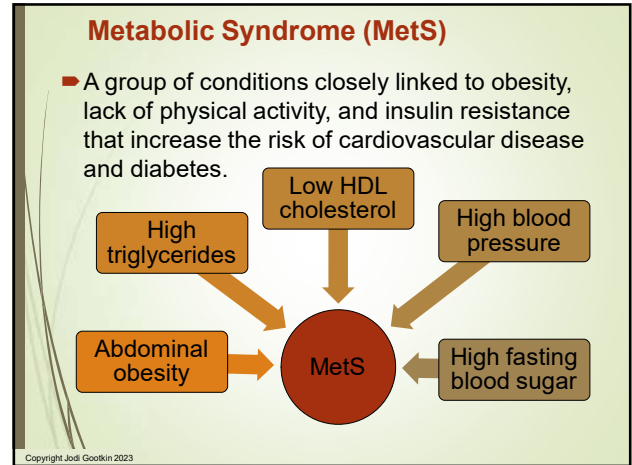 Metabolic Syndrome (MetS)
A group of conditions closely linked to obesity,
lack of physical activity, and insulin resistance
that increase the risk of cardiovascular disease
and diabetes.
Low HDL
cholesterol
High
triglycerides
High blood
pressure
Abdominal
obesity
MetS
High fasting
blood sugar
Copyright Jodi Gootkin 2023